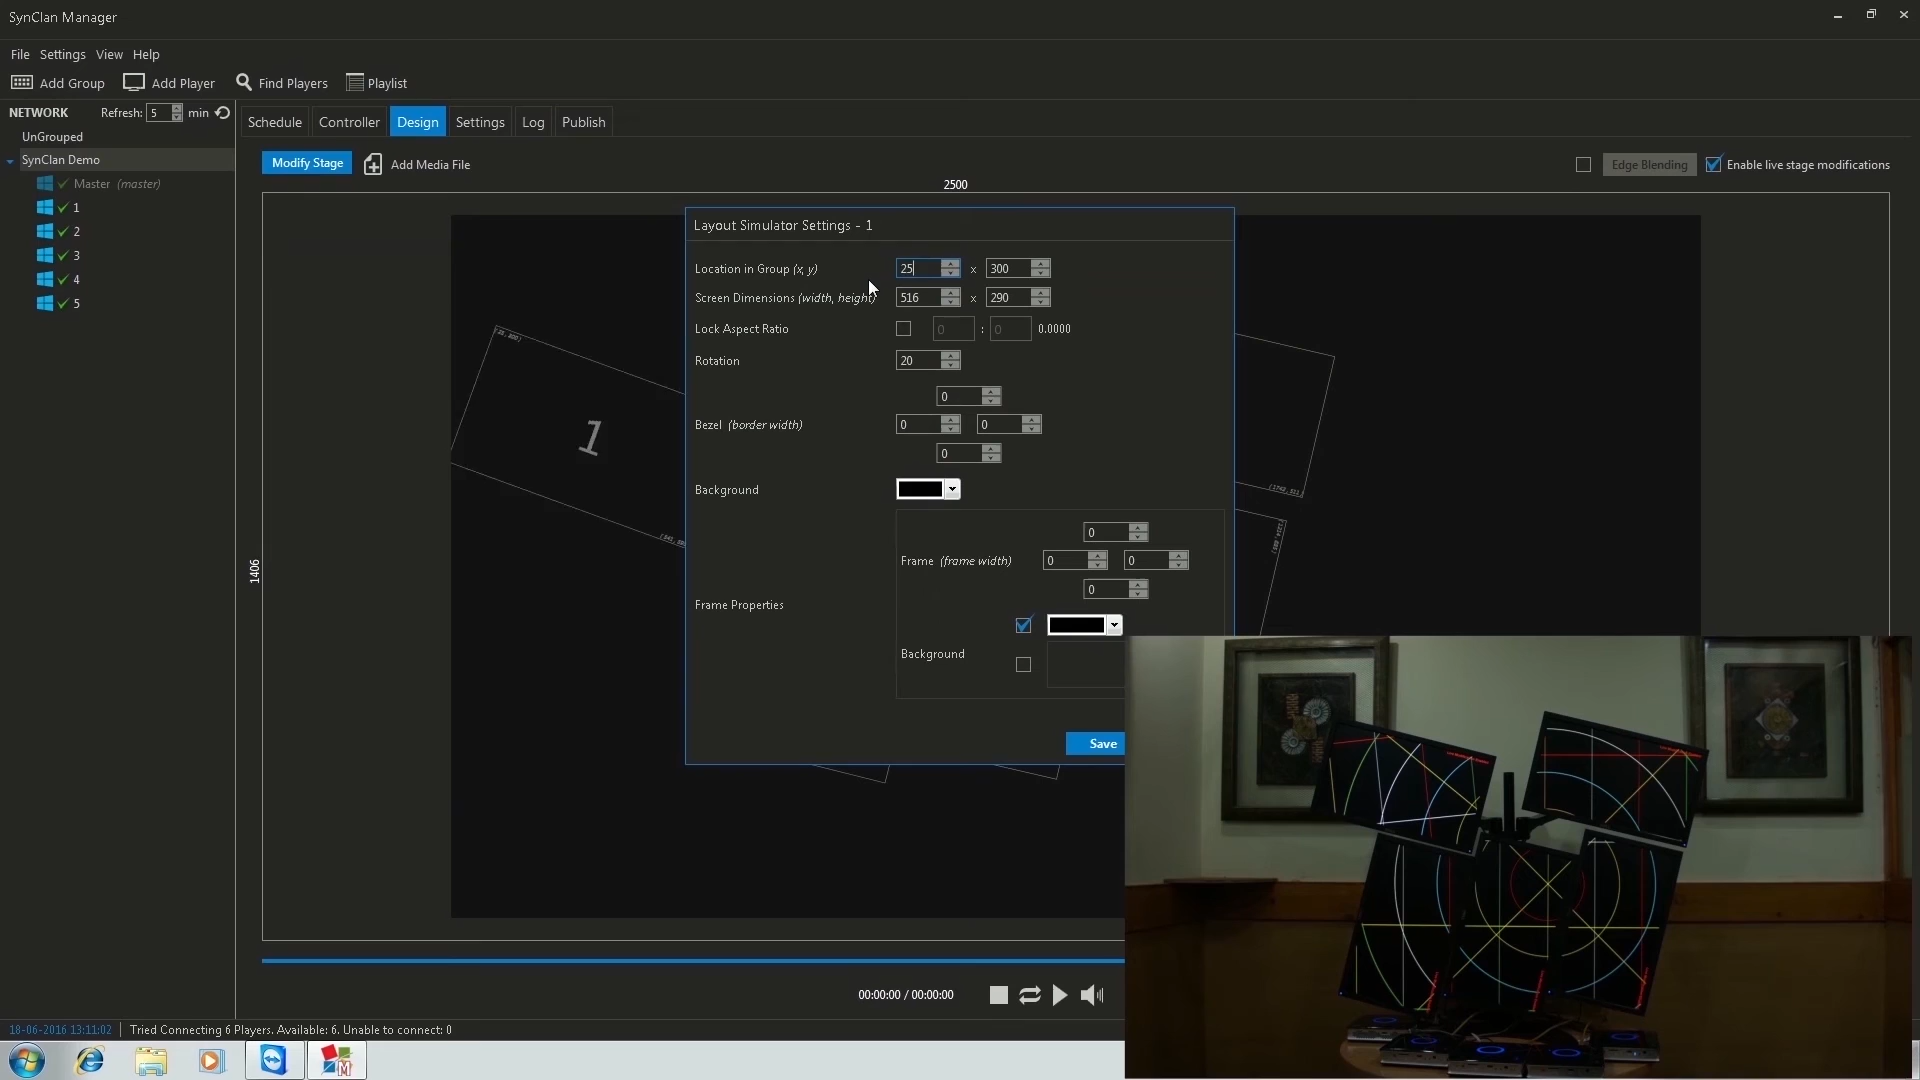 SynClan Manager
File Settings View Help
Add Group Add Player Find Players Playlist
NETWORK Refresh: 5 min
UnGrouped
SynClan Demo
Master (master)
1
2
3
4
5
Schedule Controller Design Settings Log Publish
Modify Stage Add Media File Edge Blending Enable live stage modifications
2500
1406
1
Layout Simulator Settings - 1
Location in Group (x, y) 25 x 300
Screen Dimensions (width, height) 516 x 290
Lock Aspect Ratio 0 : 0 0.0000
Rotation 20
0
Bezel (border width) 0 0
0
Background
0
Frame (frame width) 0 0
0
Frame Properties
Background
Save
00:00:00 / 00:00:00
18-06-2016 13:11:02 Tried Connecting 6 Players. Available: 6. Unable to connect: 0